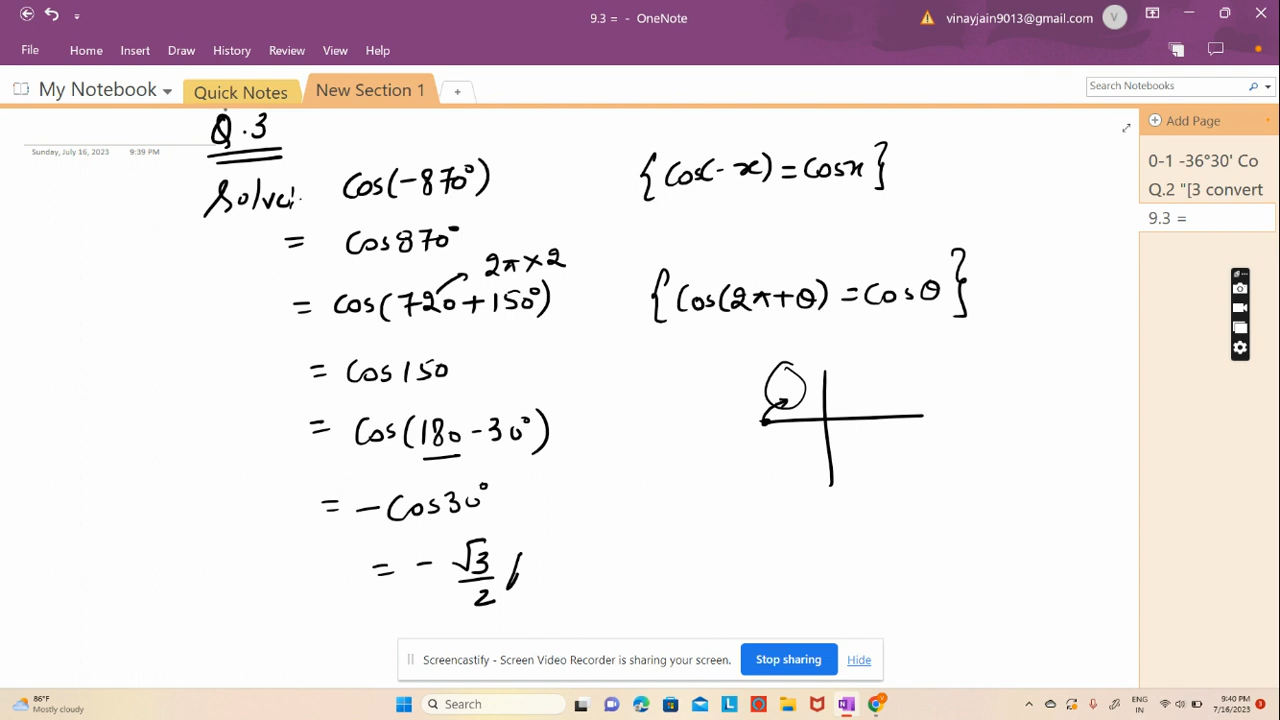 9.3 = - OneNote
vinayjain9013@gmail.com
V
File
Home
Insert
Draw
History
Review
View
Help
My Notebook
Quick Notes
New Section 1
+
Search Notebooks
Add Page
0-1 -36°30' Co
Q.2 "[3 convert
9.3 =
Sunday, July 16, 2023
9:39 PM
Q.3
Solve:
cos(-870°)
{cos(-x)=cosx}
= cos870°
2π×2
= cos(720+150°)
{cos(2π+θ)=cosθ}
= cos150
= cos(180-30°)
= -cos30°
= - √3/2
Screencastify - Screen Video Recorder is sharing your screen.
Stop sharing
Hide
86°F
Mostly cloudy
Search
ENG
IN
9:40 PM
7/16/2023